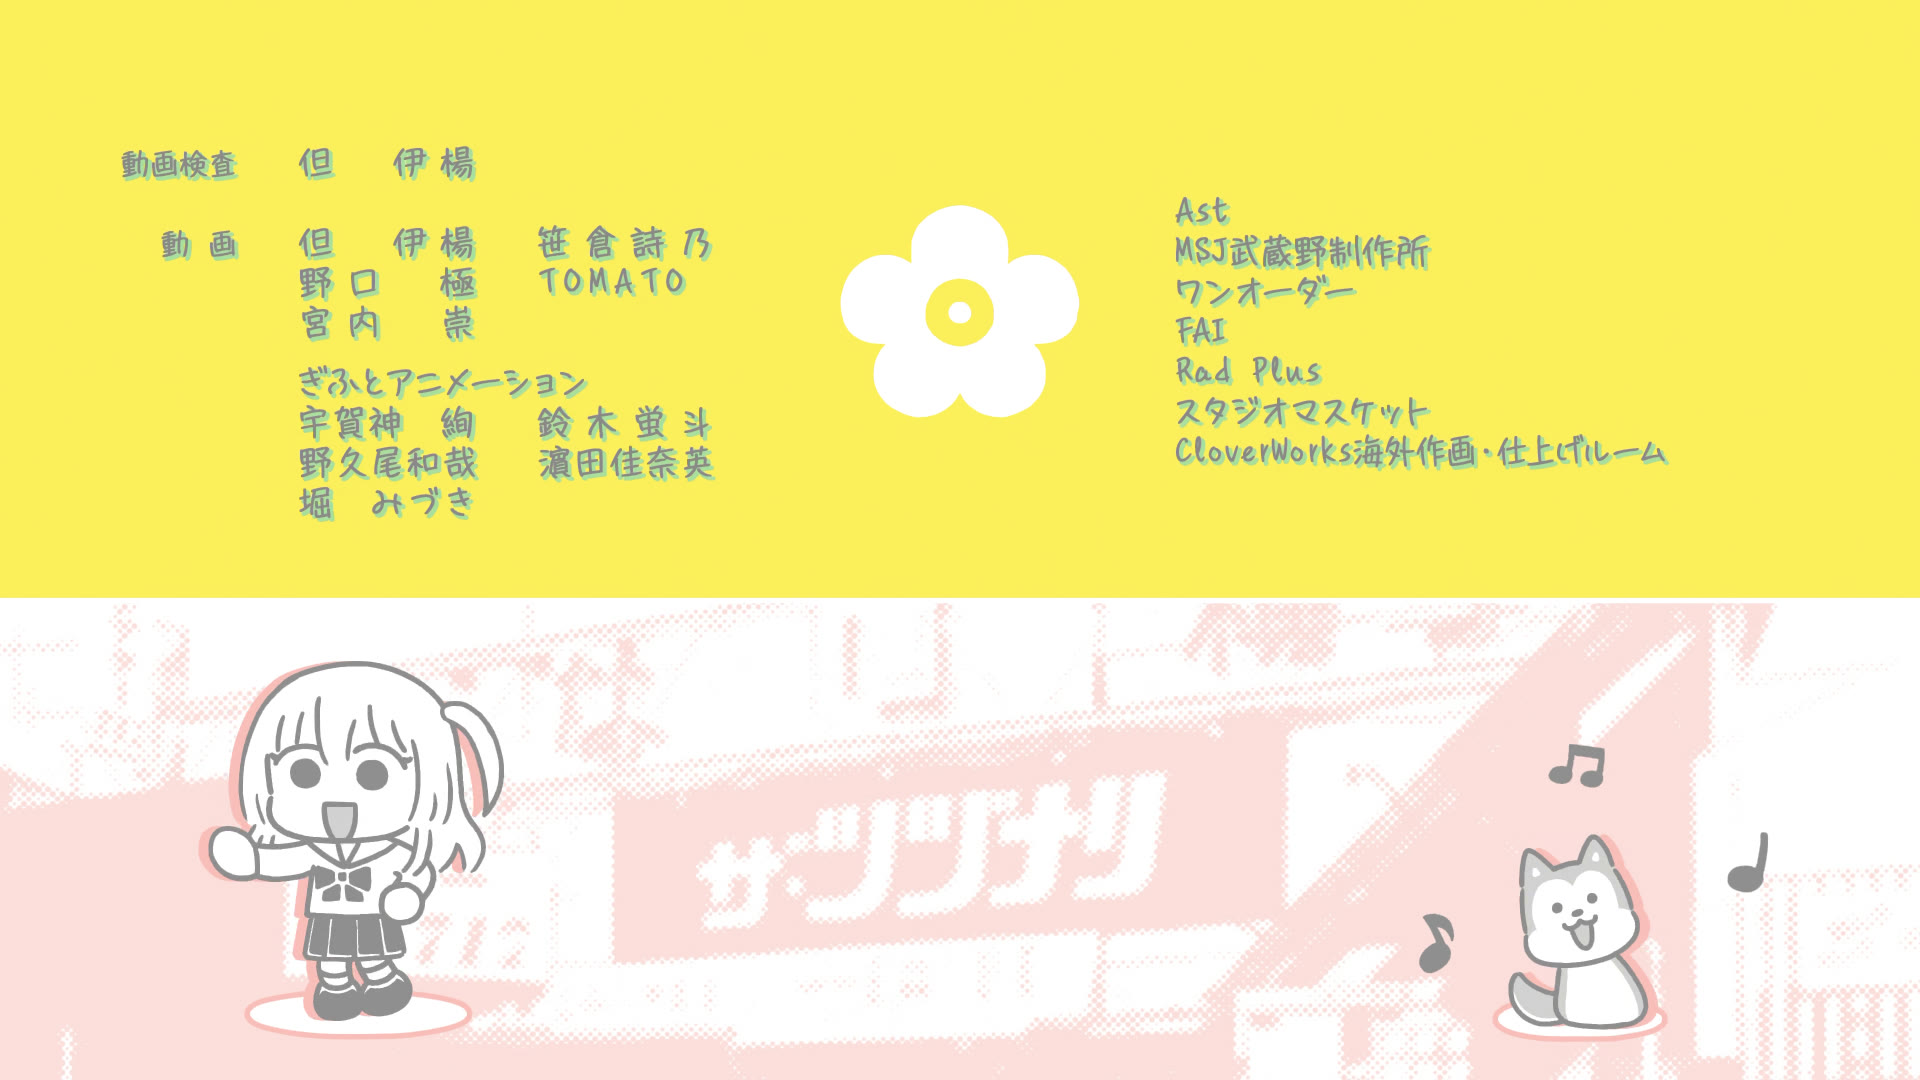 動画検査 但 伊楊
動画 但 伊楊 笹倉詩乃
野口 極 TOMATO
宮内 崇
ぎふとアニメーション
宇賀神 絢 鈴木蛍斗
野久尾和哉 濱田佳奈英
堀 みづき
Ast
MSJ武蔵野制作所
ワンオーダー
FAI
Rad Plus
スタジオマスケット
CloverWorks海外作画・仕上げルーム